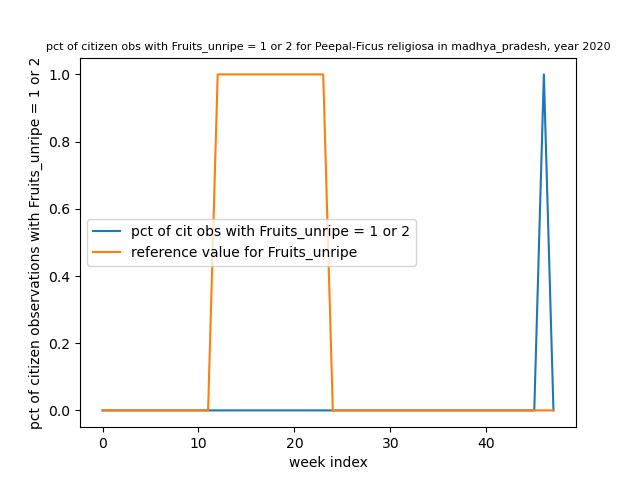 pct of citizen obs with Fruits_unripe = 1 or 2 for Peepal-Ficus religiosa in madhya_pradesh, year 2020
pct of citizen observations with Fruits_unripe = 1 or 2
1.0
0.8
0.6
0.4
0.2
0.0
pct of cit obs with Fruits_unripe = 1 or 2
reference value for Fruits_unripe
0 10 20 30 40
week index